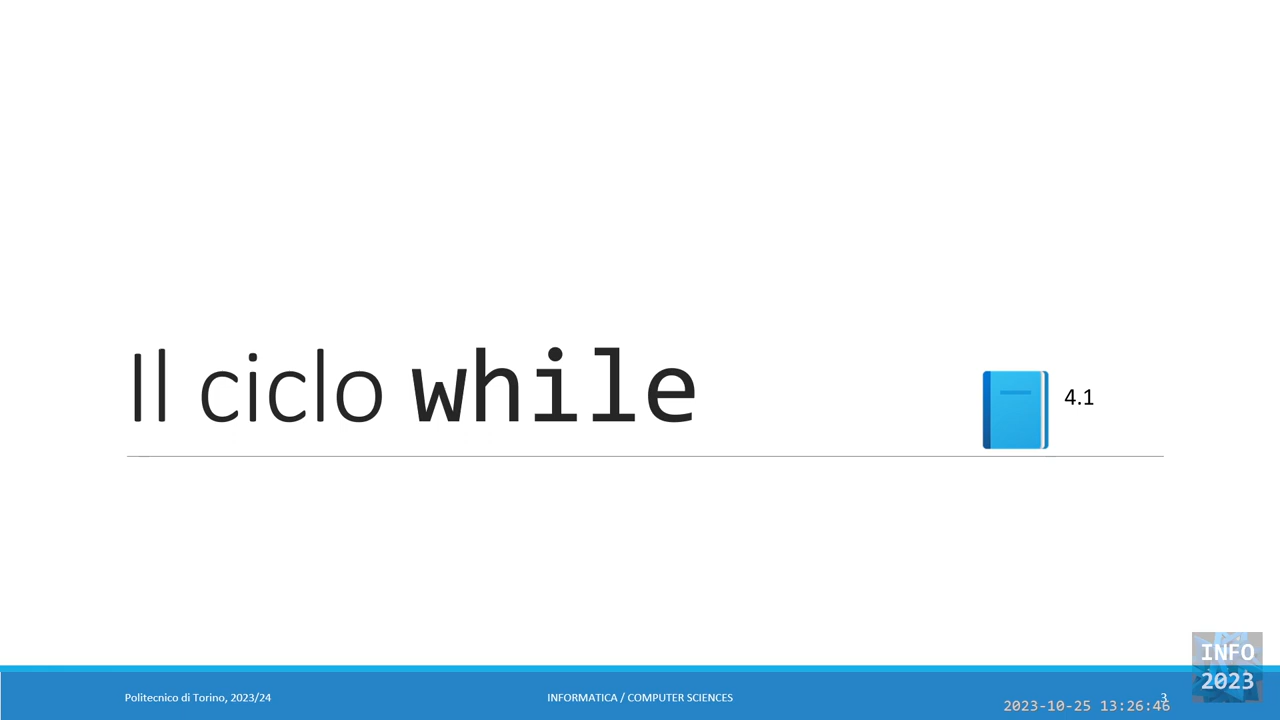 Il ciclo while
4.1
INFO
2023
Politecnico di Torino, 2023/24
INFORMATICA / COMPUTER SCIENCES
3
2023-10-25 13:26:46